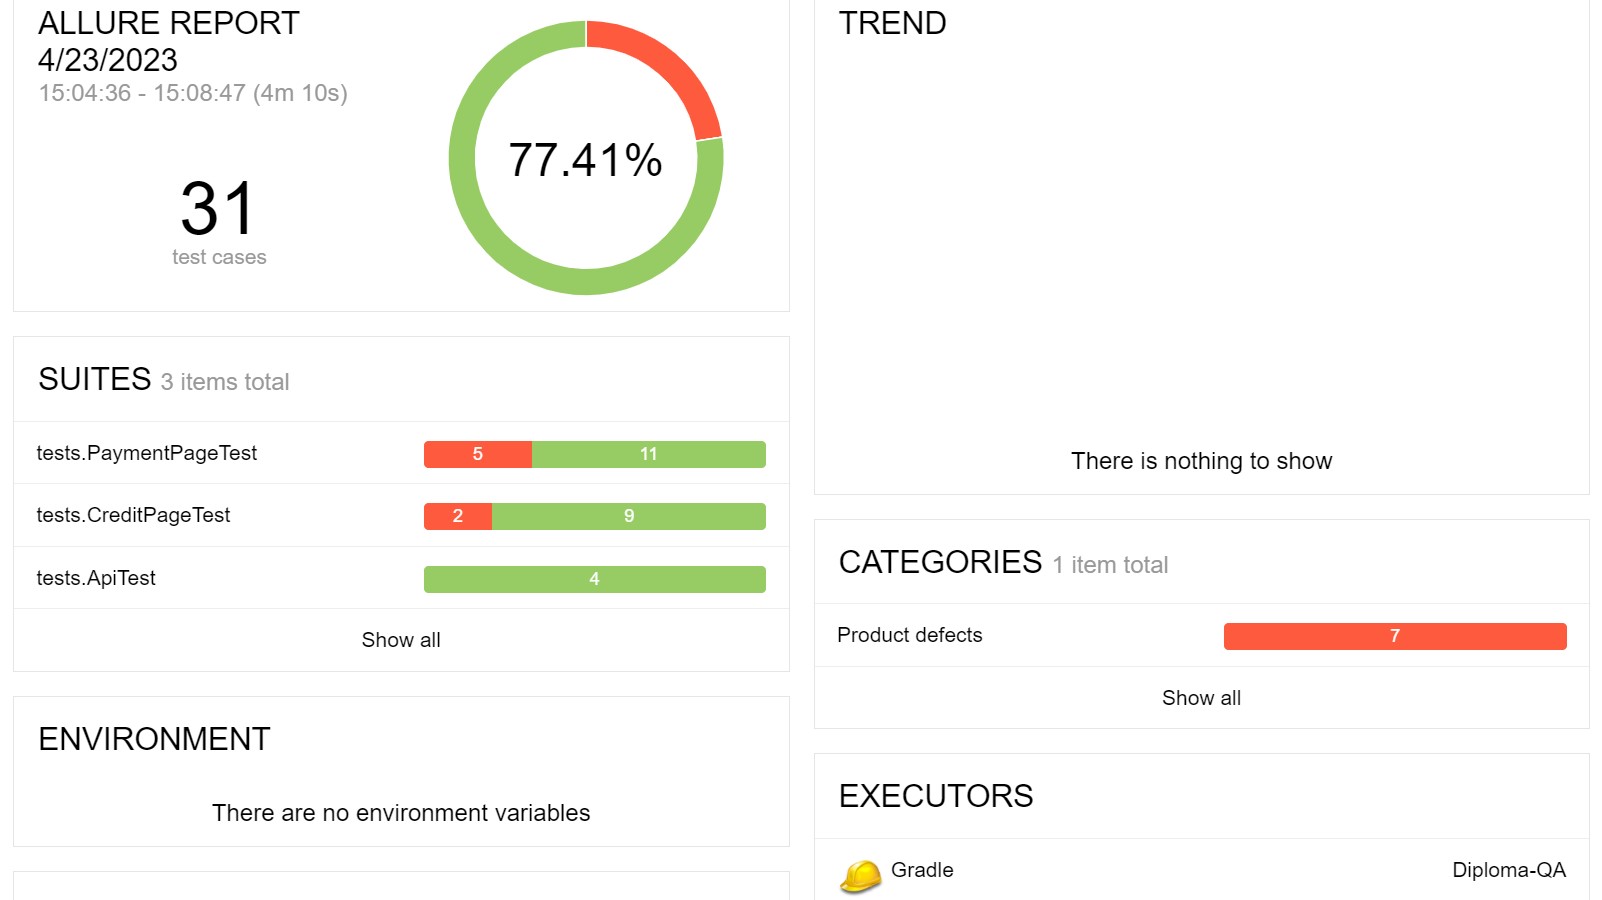 ALLURE REPORT
4/23/2023
15:04:36 - 15:08:47 (4m 10s)
31
test cases
77.41%
SUITES 3 items total
tests.PaymentPageTest 5 11
tests.CreditPageTest 2 9
tests.ApiTest 4
Show all
ENVIRONMENT
There are no environment variables
TREND
There is nothing to show
CATEGORIES 1 item total
Product defects 7
Show all
EXECUTORS
Gradle Diploma-QA